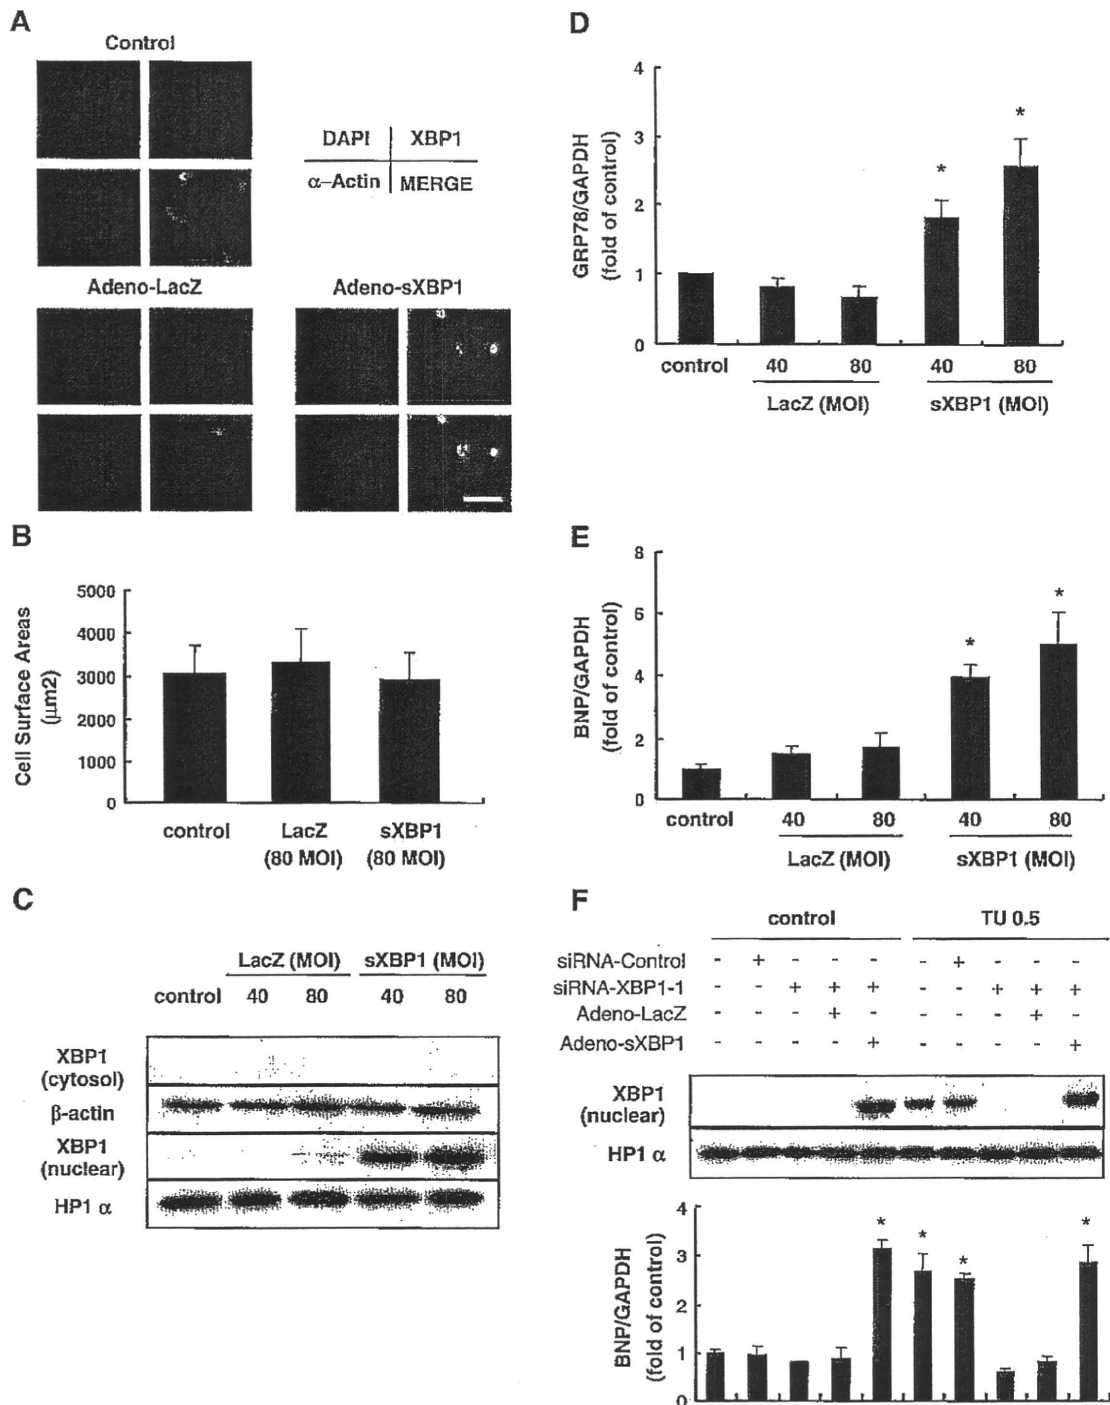 A
Control
DAPI XBP1
α–Actin MERGE
Adeno-LacZ Adeno-sXBP1
B
Cell Surface Areas
(μm2)
5000
4000
3000
2000
1000
0
control LacZ sXBP1
(80 MOI) (80 MOI)
C
LacZ (MOI) sXBP1 (MOI)
control 40 80 40 80
XBP1
(cytosol)
β-actin
XBP1
(nuclear)
HP1 α
D
GRP78/GAPDH
(fold of control)
4
3
2
1
0
* *
control 40 80 40 80
LacZ (MOI) sXBP1 (MOI)
E
BNP/GAPDH
(fold of control)
8
6
4
2
0
* *
control 40 80 40 80
LacZ (MOI) sXBP1 (MOI)
F
control TU 0.5
siRNA-Control - + - - - - + - - -
siRNA-XBP1-1 - - + + + - - + + +
Adeno-LacZ - - - + - - - - + -
Adeno-sXBP1 - - - - + - - - - +
XBP1
(nuclear)
HP1 α
BNP/GAPDH
(fold of control)
4
3
2
1
0
* * * *